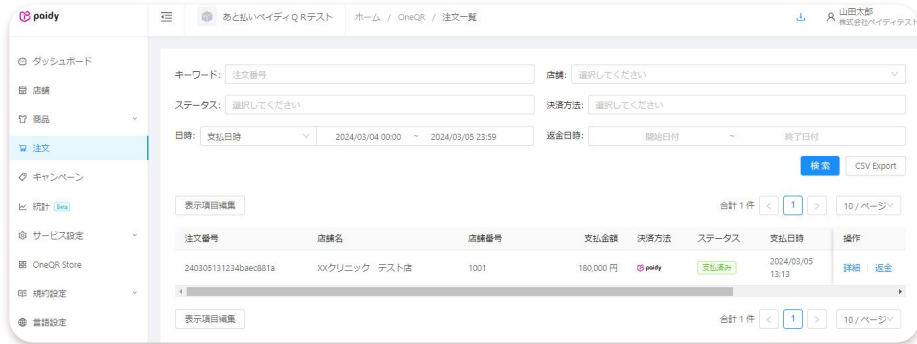 paidy
あと払いペイディQRテスト ホーム / OneQR / 注文一覧
山田太郎
株式会社ペイディテスト
ダッシュボード
店舗
商品
注文
キャンペーン
統計 Beta
サービス設定
OneQR Store
規約設定
言語設定
キーワード: 注文番号 店舗: 選択してください
ステータス: 選択してください 決済方法: 選択してください
日時: 支払日時 2024/03/04 00:00 ~ 2024/03/05 23:59 返金日時: 開始日付 ~ 終了日付
検索 CSV Export
表示項目編集 合計 1 件 < 1 > 10 / ページ
注文番号 店舗名 店舗番号 支払金額 決済方法 ステータス 支払日時 操作
240305131234baec881a XXクリニック テスト店 1001 180,000 円 paidy 支払済み 2024/03/05 13:13 詳細 返金
表示項目編集 合計 1 件 < 1 > 10 / ページ